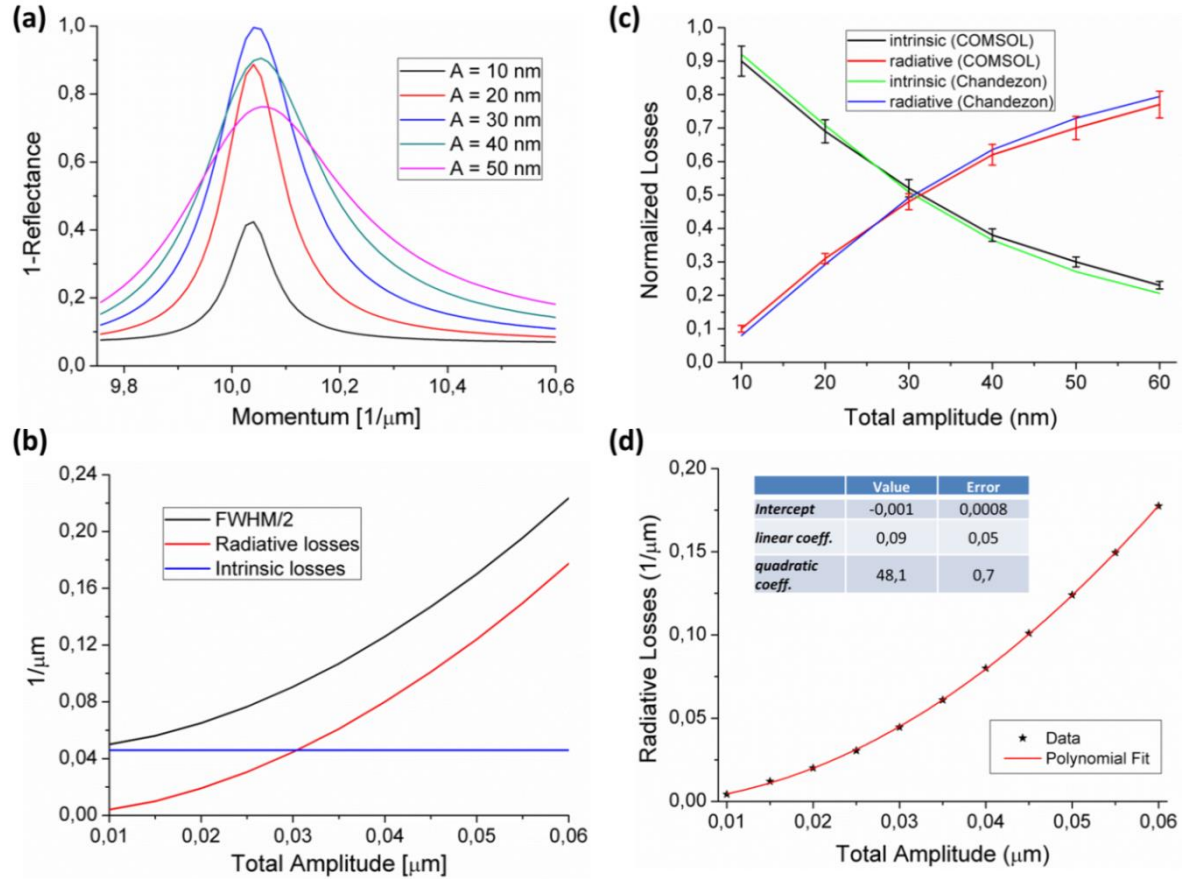 (a)
1,0
0,8
0,6
0,4
0,2
0,0
1-Reflectance
A = 10 nm
A = 20 nm
A = 30 nm
A = 40 nm
A = 50 nm
9,8
10,0
10,2
10,4
10,6
Momentum [1/μm]
(c)
1,0
0,9
0,8
0,7
0,6
0,5
0,4
0,3
0,2
0,1
0,0
Normalized Losses
intrinsic (COMSOL)
radiative (COMSOL)
intrinsic (Chandezon)
radiative (Chandezon)
10
20
30
40
50
60
Total amplitude (nm)
(b)
0,24
0,20
0,16
0,12
0,08
0,04
0,00
1/μm
FWHM/2
Radiative losses
Intrinsic losses
0,01
0,02
0,03
0,04
0,05
0,06
Total Amplitude [μm]
(d)
0,20
0,15
0,10
0,05
0,00
Radiative Losses (1/μm)
Value Error
Intercept -0,001 0,0008
linear coeff. 0,09 0,05
quadratic
coeff. 48,1 0,7
Data
Polynomial Fit
0,01
0,02
0,03
0,04
0,05
0,06
Total Amplitude (μm)